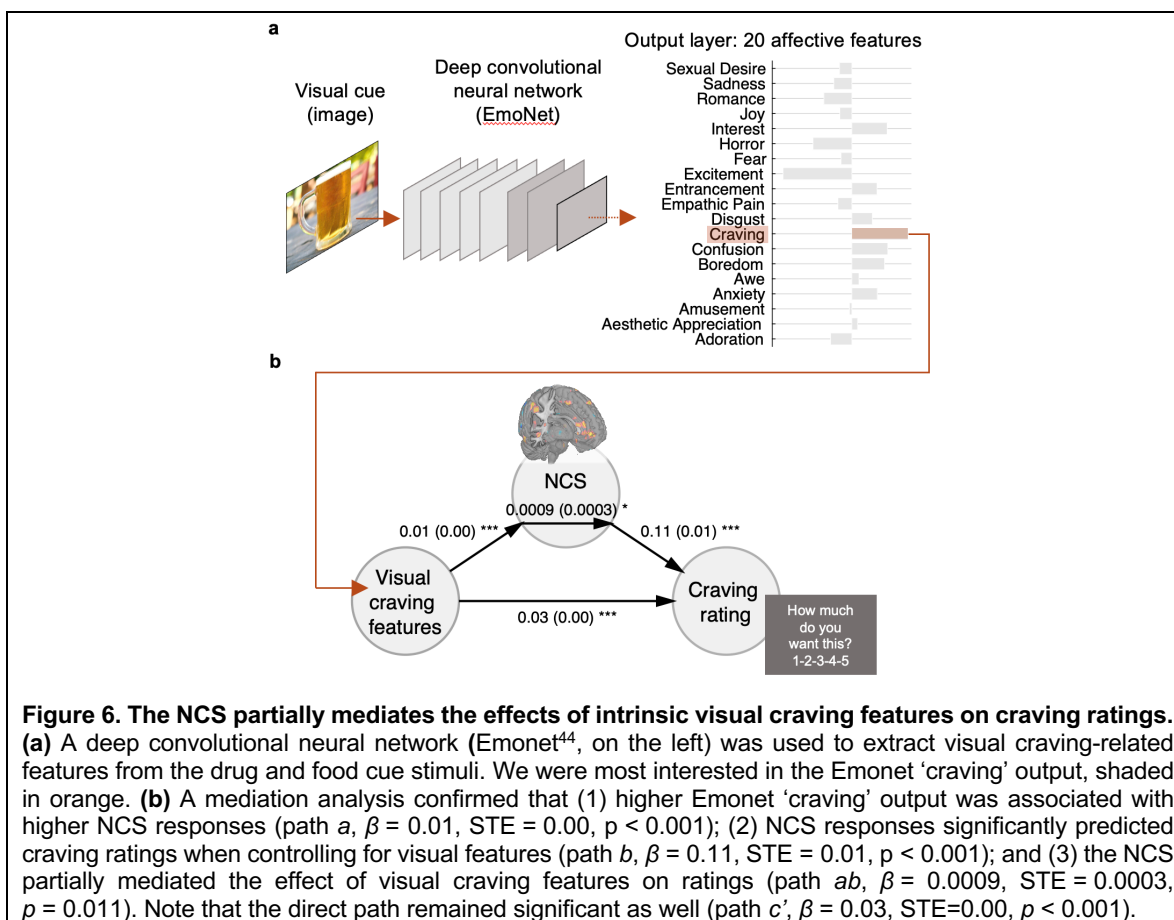 a
Output layer: 20 affective features
Visual cue
(image)
Deep convolutional
neural network
(EmoNet)
Sexual Desire
Sadness
Romance
Joy
Interest
Horror
Fear
Excitement
Entrancement
Empathic Pain
Disgust
Craving
Confusion
Boredom
Awe
Anxiety
Amusement
Aesthetic Appreciation
Adoration
b
NCS
0.0009 (0.0003) *
0.01 (0.00) ***
0.11 (0.01) ***
Visual
craving
features
0.03 (0.00) ***
Craving
rating
How much
do you
want this?
1-2-3-4-5
Figure 6. The NCS partially mediates the effects of intrinsic visual craving features on craving ratings.
(a) A deep convolutional neural network (Emonet44, on the left) was used to extract visual craving-related
features from the drug and food cue stimuli. We were most interested in the Emonet ‘craving’ output, shaded
in orange. (b) A mediation analysis confirmed that (1) higher Emonet ‘craving’ output was associated with
higher NCS responses (path a, β = 0.01, STE = 0.00, p < 0.001); (2) NCS responses significantly predicted
craving ratings when controlling for visual features (path b, β = 0.11, STE = 0.01, p < 0.001); and (3) the NCS
partially mediated the effect of visual craving features on ratings (path ab, β = 0.0009, STE = 0.0003,
p = 0.011). Note that the direct path remained significant as well (path c’, β = 0.03, STE=0.00, p < 0.001).